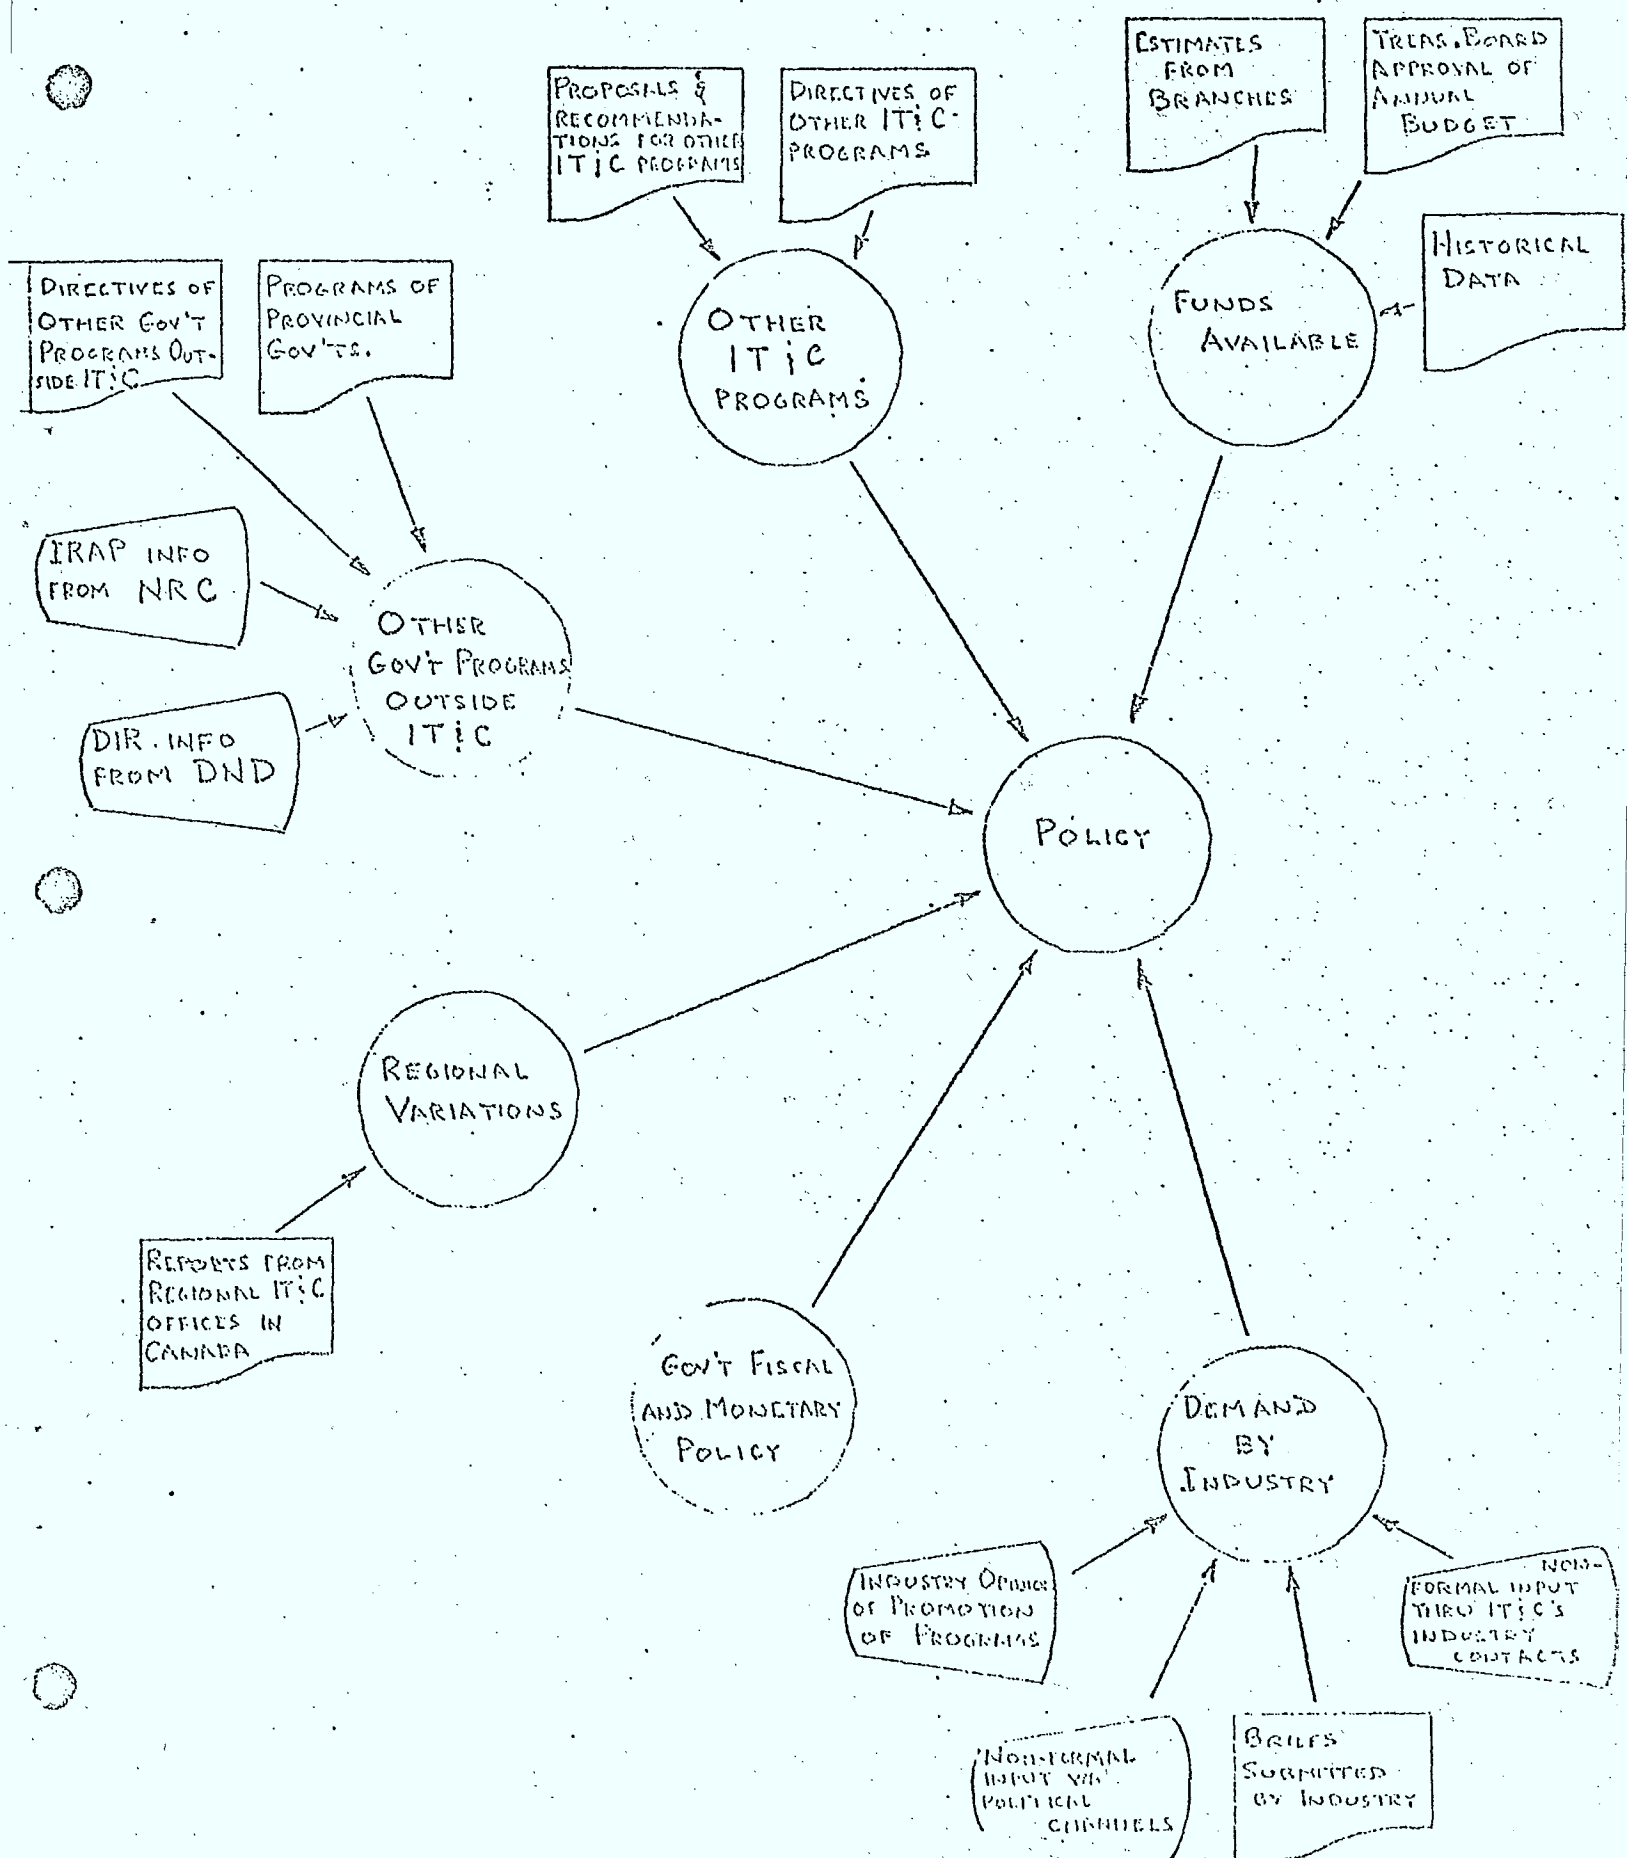 ESTIMATES
FROM
BRANCHES
TREAS. BOARD
APPROVAL OF
ANNUAL
BUDGET
PROPOSALS &
RECOMMENDA-
TIONS FOR OTHER
IT&C PROGRAMS
DIRECTIVES OF
OTHER IT&C
PROGRAMS
HISTORICAL
DATA
DIRECTIVES OF
OTHER GOV'T
PROGRAMS OUT-
SIDE IT&C
PROGRAMS OF
PROVINCIAL
GOV'TS.
OTHER
IT&C
PROGRAMS
FUNDS
AVAILABLE
IRAP INFO
FROM NRC
OTHER
GOV'T PROGRAMS
OUTSIDE
IT&C
DIR. INFO
FROM DND
POLICY
REGIONAL
VARIATIONS
REPORTS FROM
REGIONAL IT&C
OFFICES IN
CANADA
GOV'T FISCAL
AND MONETARY
POLICY
DEMAND
BY
INDUSTRY
INDUSTRY OPINION
OF PROMOTION
OF PROGRAMS
NON-
FORMAL INPUT
THRU IT&C'S
INDUSTRY
CONTACTS
NON-FORMAL
INPUT VIA
POLITICAL
CHANNELS
BRIEFS
SUBMITTED
BY INDUSTRY